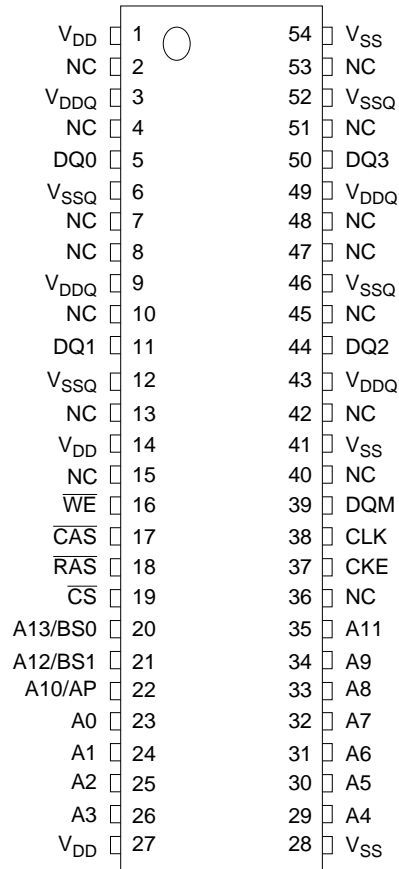 VDD 1 54 VSS
NC 2 53 NC
VDDQ 3 52 VSSQ
NC 4 51 NC
DQ0 5 50 DQ3
VSSQ 6 49 VDDQ
NC 7 48 NC
NC 8 47 NC
VDDQ 9 46 VSSQ
NC 10 45 NC
DQ1 11 44 DQ2
VSSQ 12 43 VDDQ
NC 13 42 NC
VDD 14 41 VSS
NC 15 40 NC
W̅E̅ 16 39 DQM
C̅A̅S̅ 17 38 CLK
R̅A̅S̅ 18 37 CKE
C̅S̅ 19 36 NC
A13/BS0 20 35 A11
A12/BS1 21 34 A9
A10/AP 22 33 A8
A0 23 32 A7
A1 24 31 A6
A2 25 30 A5
A3 26 29 A4
VDD 27 28 VSS